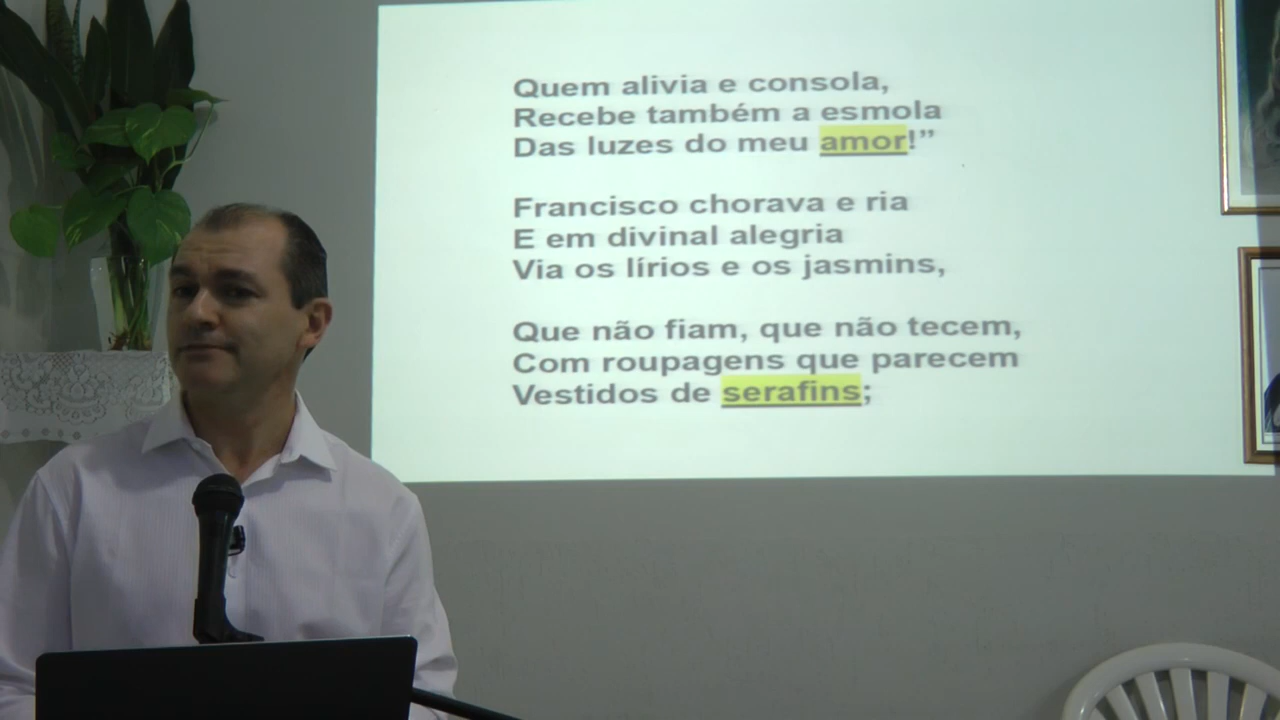 Quem alivia e consola,
Recebe também a esmola
Das luzes do meu amor!”
Francisco chorava e ria
E em divinal alegria
Via os lírios e os jasmins,
Que não fiam, que não tecem,
Com roupagens que parecem
Vestidos de serafins;